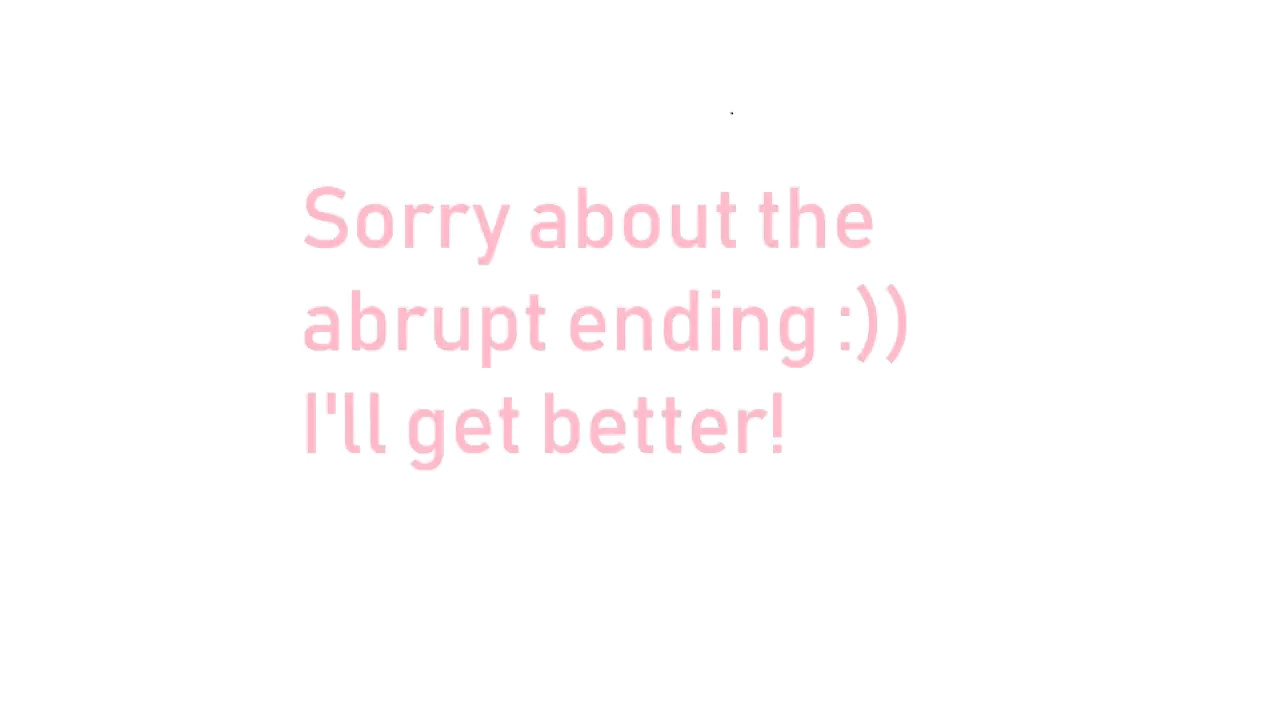 Sorry about the
abrupt ending :))
I'll get better!